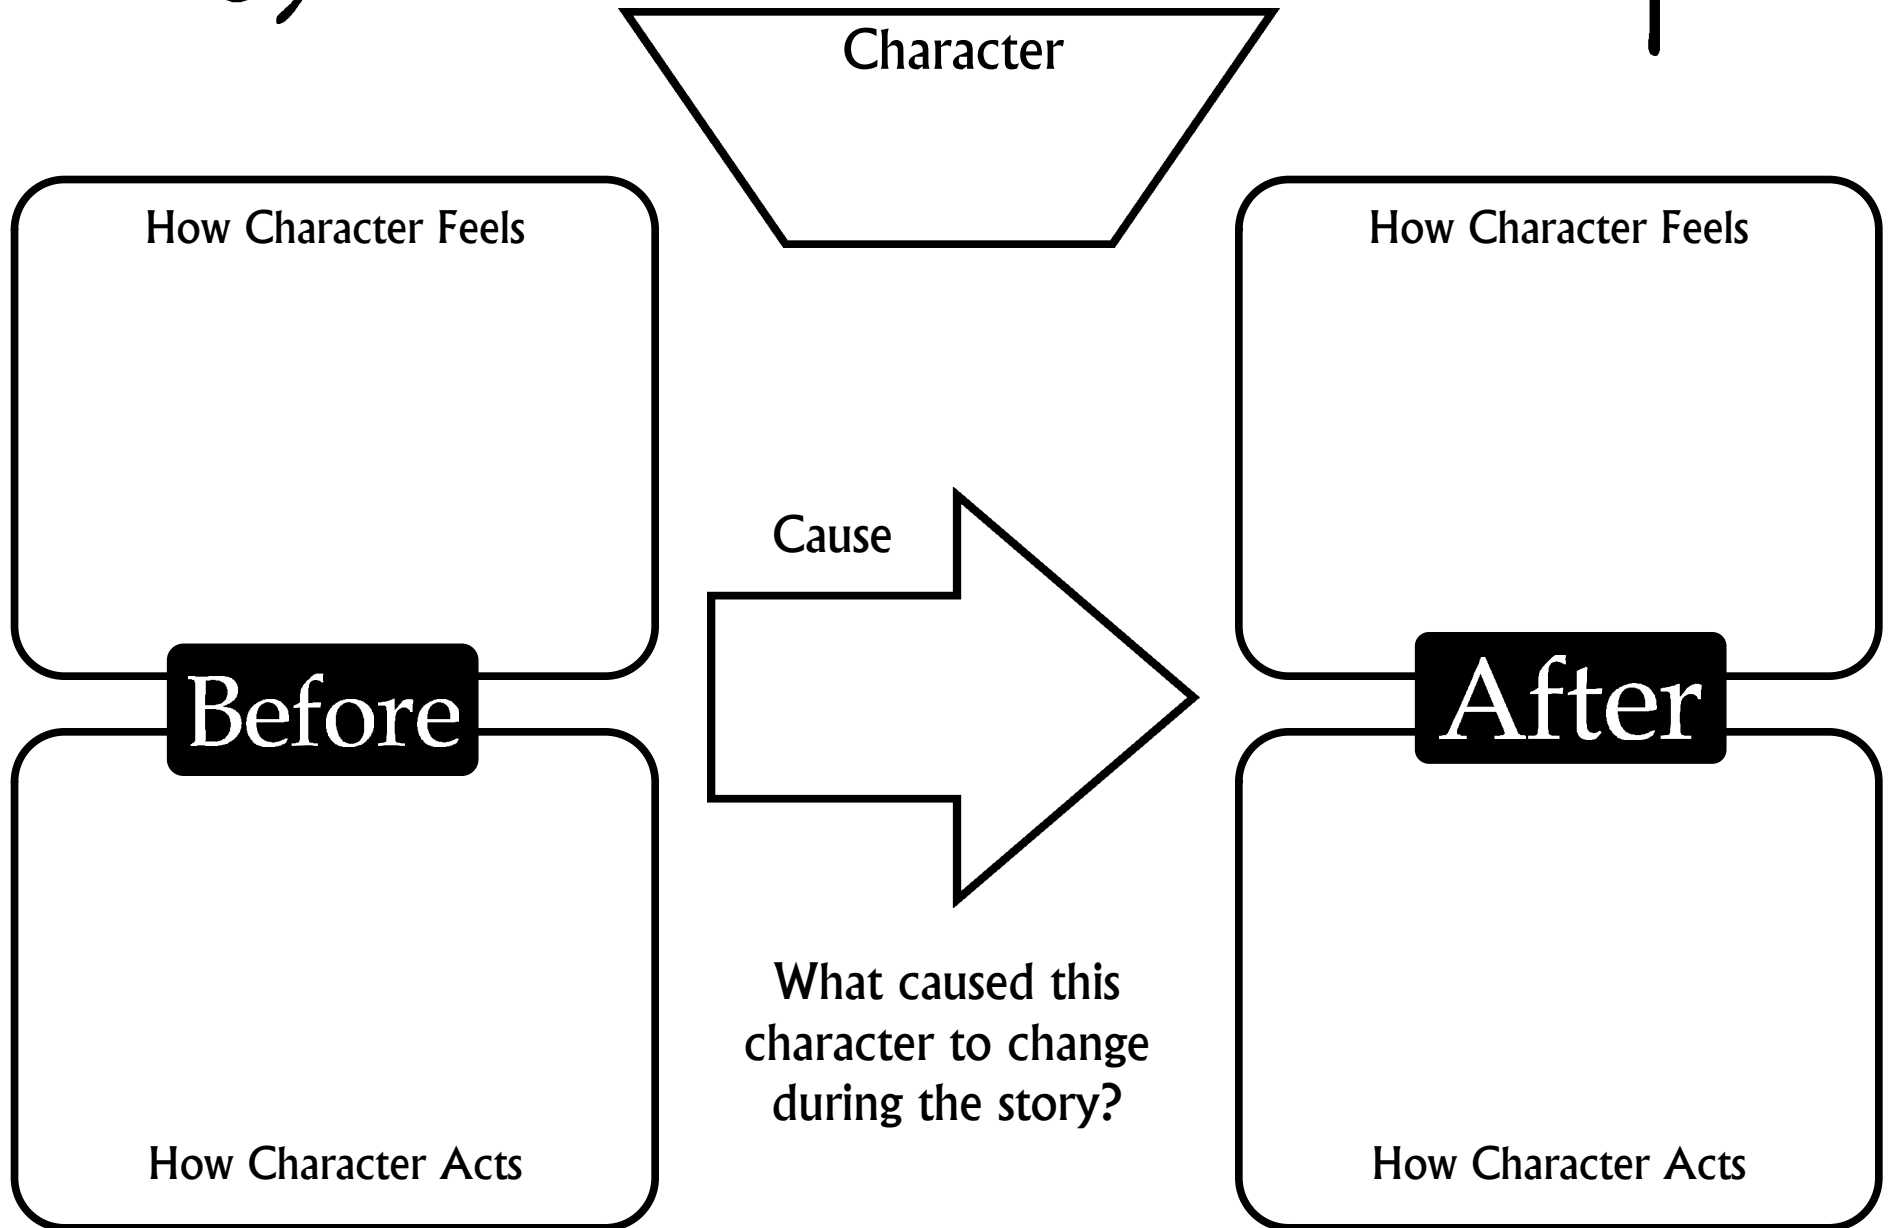 Character
How Character Feels
How Character Feels
Cause
Before
After
What caused this
character to change
during the story?
How Character Acts
How Character Acts